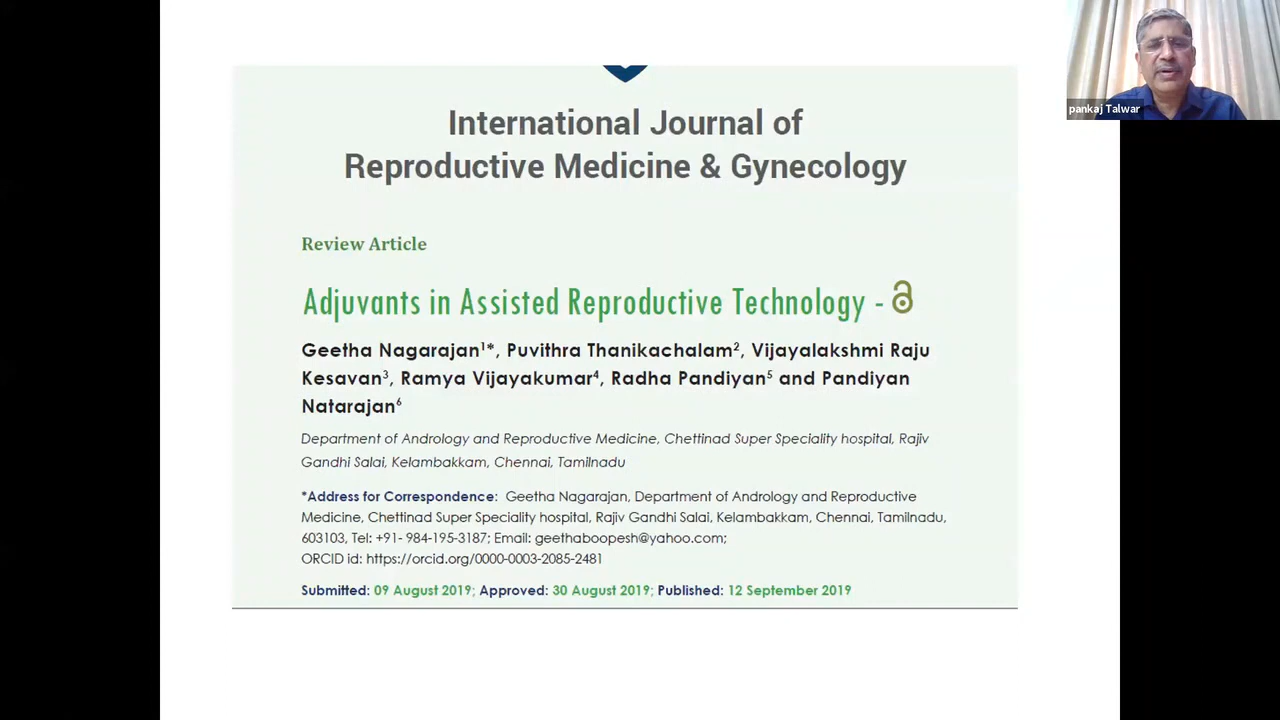 International Journal of
Reproductive Medicine & Gynecology
Review Article
Adjuvants in Assisted Reproductive Technology -
Geetha Nagarajan¹*, Puvithra Thanikachalam², Vijayalakshmi Raju
Kesavan³, Ramya Vijayakumar⁴, Radha Pandiyan⁵ and Pandiyan
Natarajan⁶
Department of Andrology and Reproductive Medicine, Chettinad Super Speciality hospital, Rajiv
Gandhi Salai, Kelambakkam, Chennai, Tamilnadu
*Address for Correspondence: Geetha Nagarajan, Department of Andrology and Reproductive
Medicine, Chettinad Super Speciality hospital, Rajiv Gandhi Salai, Kelambakkam, Chennai, Tamilnadu,
603103, Tel: +91- 984-195-3187; Email: geethaboopesh@yahoo.com;
ORCID id: https://orcid.org/0000-0003-2085-2481
Submitted: 09 August 2019; Approved: 30 August 2019; Published: 12 September 2019
pankaj Talwar